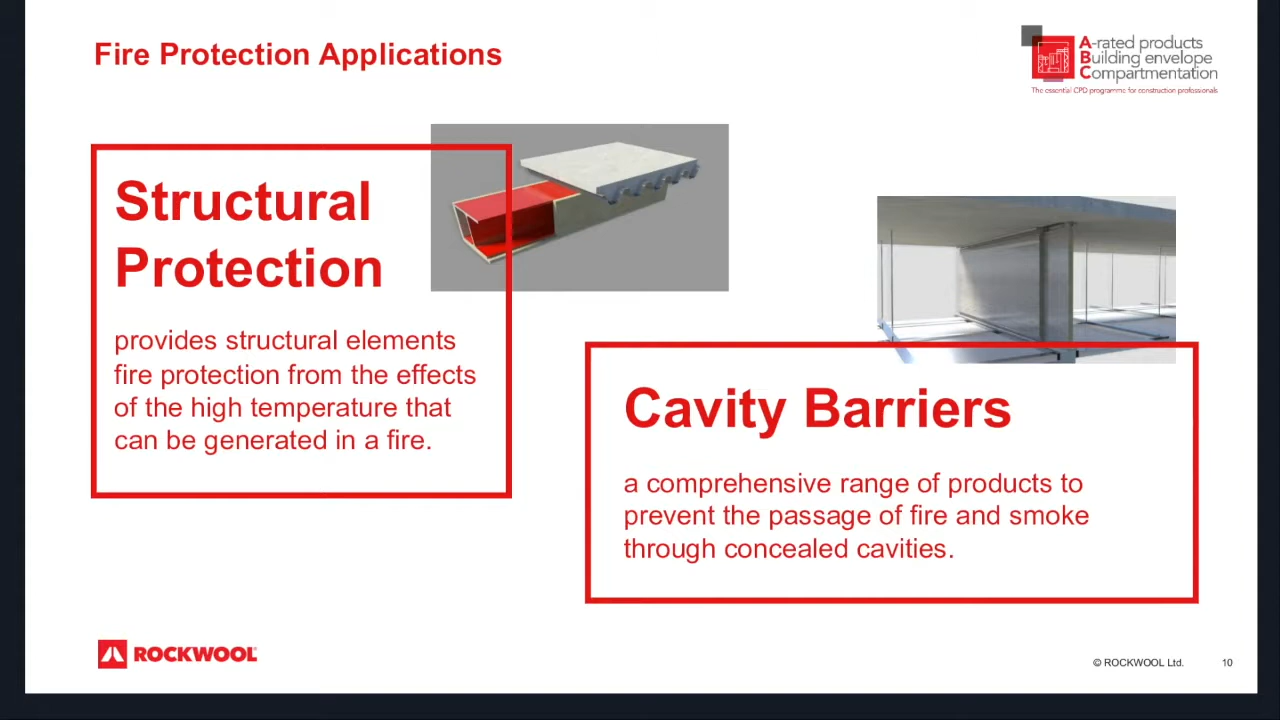 Fire Protection Applications
A-rated products
Building envelope
Compartmentation
The essential CPD programme for construction professionals
Structural
Protection
provides structural elements
fire protection from the effects
of the high temperature that
can be generated in a fire.
Cavity Barriers
a comprehensive range of products to
prevent the passage of fire and smoke
through concealed cavities.
ROCKWOOL
© ROCKWOOL Ltd.
10